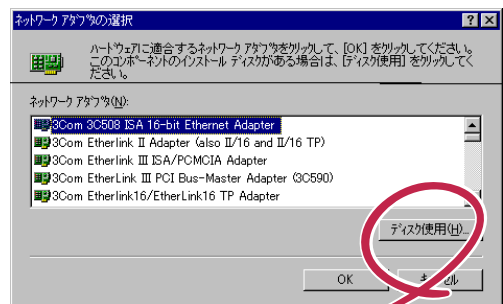 ネットワーク アダプタの選択
ハードウェアに適合するネットワーク アダプタをクリックして、[OK] をクリックしてください。
このコンポーネントのインストール ディスクがある場合は、[ディスク使用] をクリックしてく
ださい。
ネットワーク アダプタ(N):
3Com 3C508 ISA 16-bit Ethernet Adapter
3Com Etherlink II Adapter (also II/16 and II/16 TP)
3Com Etherlink III ISA/PCMCIA Adapter
3Com EtherLink III PCI Bus-Master Adapter (3C590)
3Com Etherlink16/EtherLink16 TP Adapter
ディスク使用(H)...
OK
キャンセル